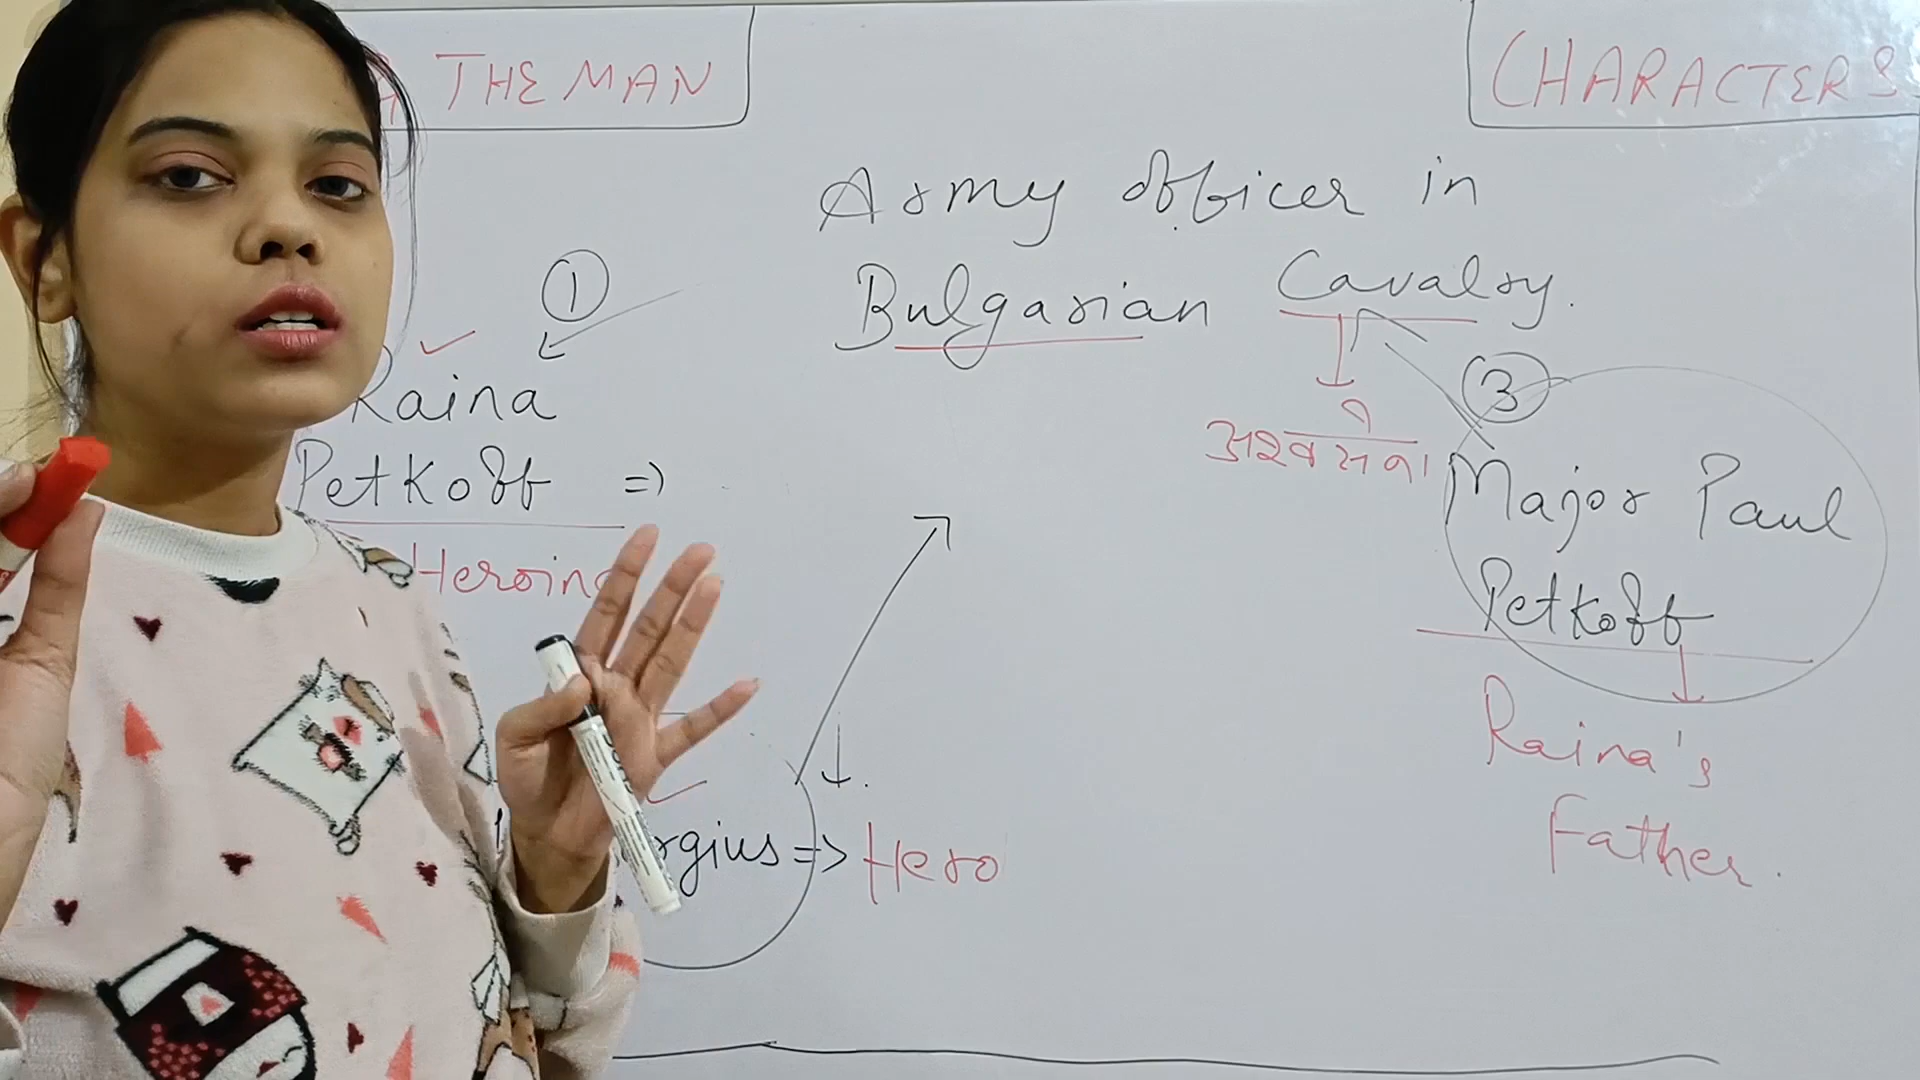 THE MAN
CHARACTERS
Army officer in
Bulgarian Cavalry.
अश्वसेना
①
Raina
Petkoff =>
Heroine
=> Hero
③
Major Paul
Petkoff
Raina's
Father.